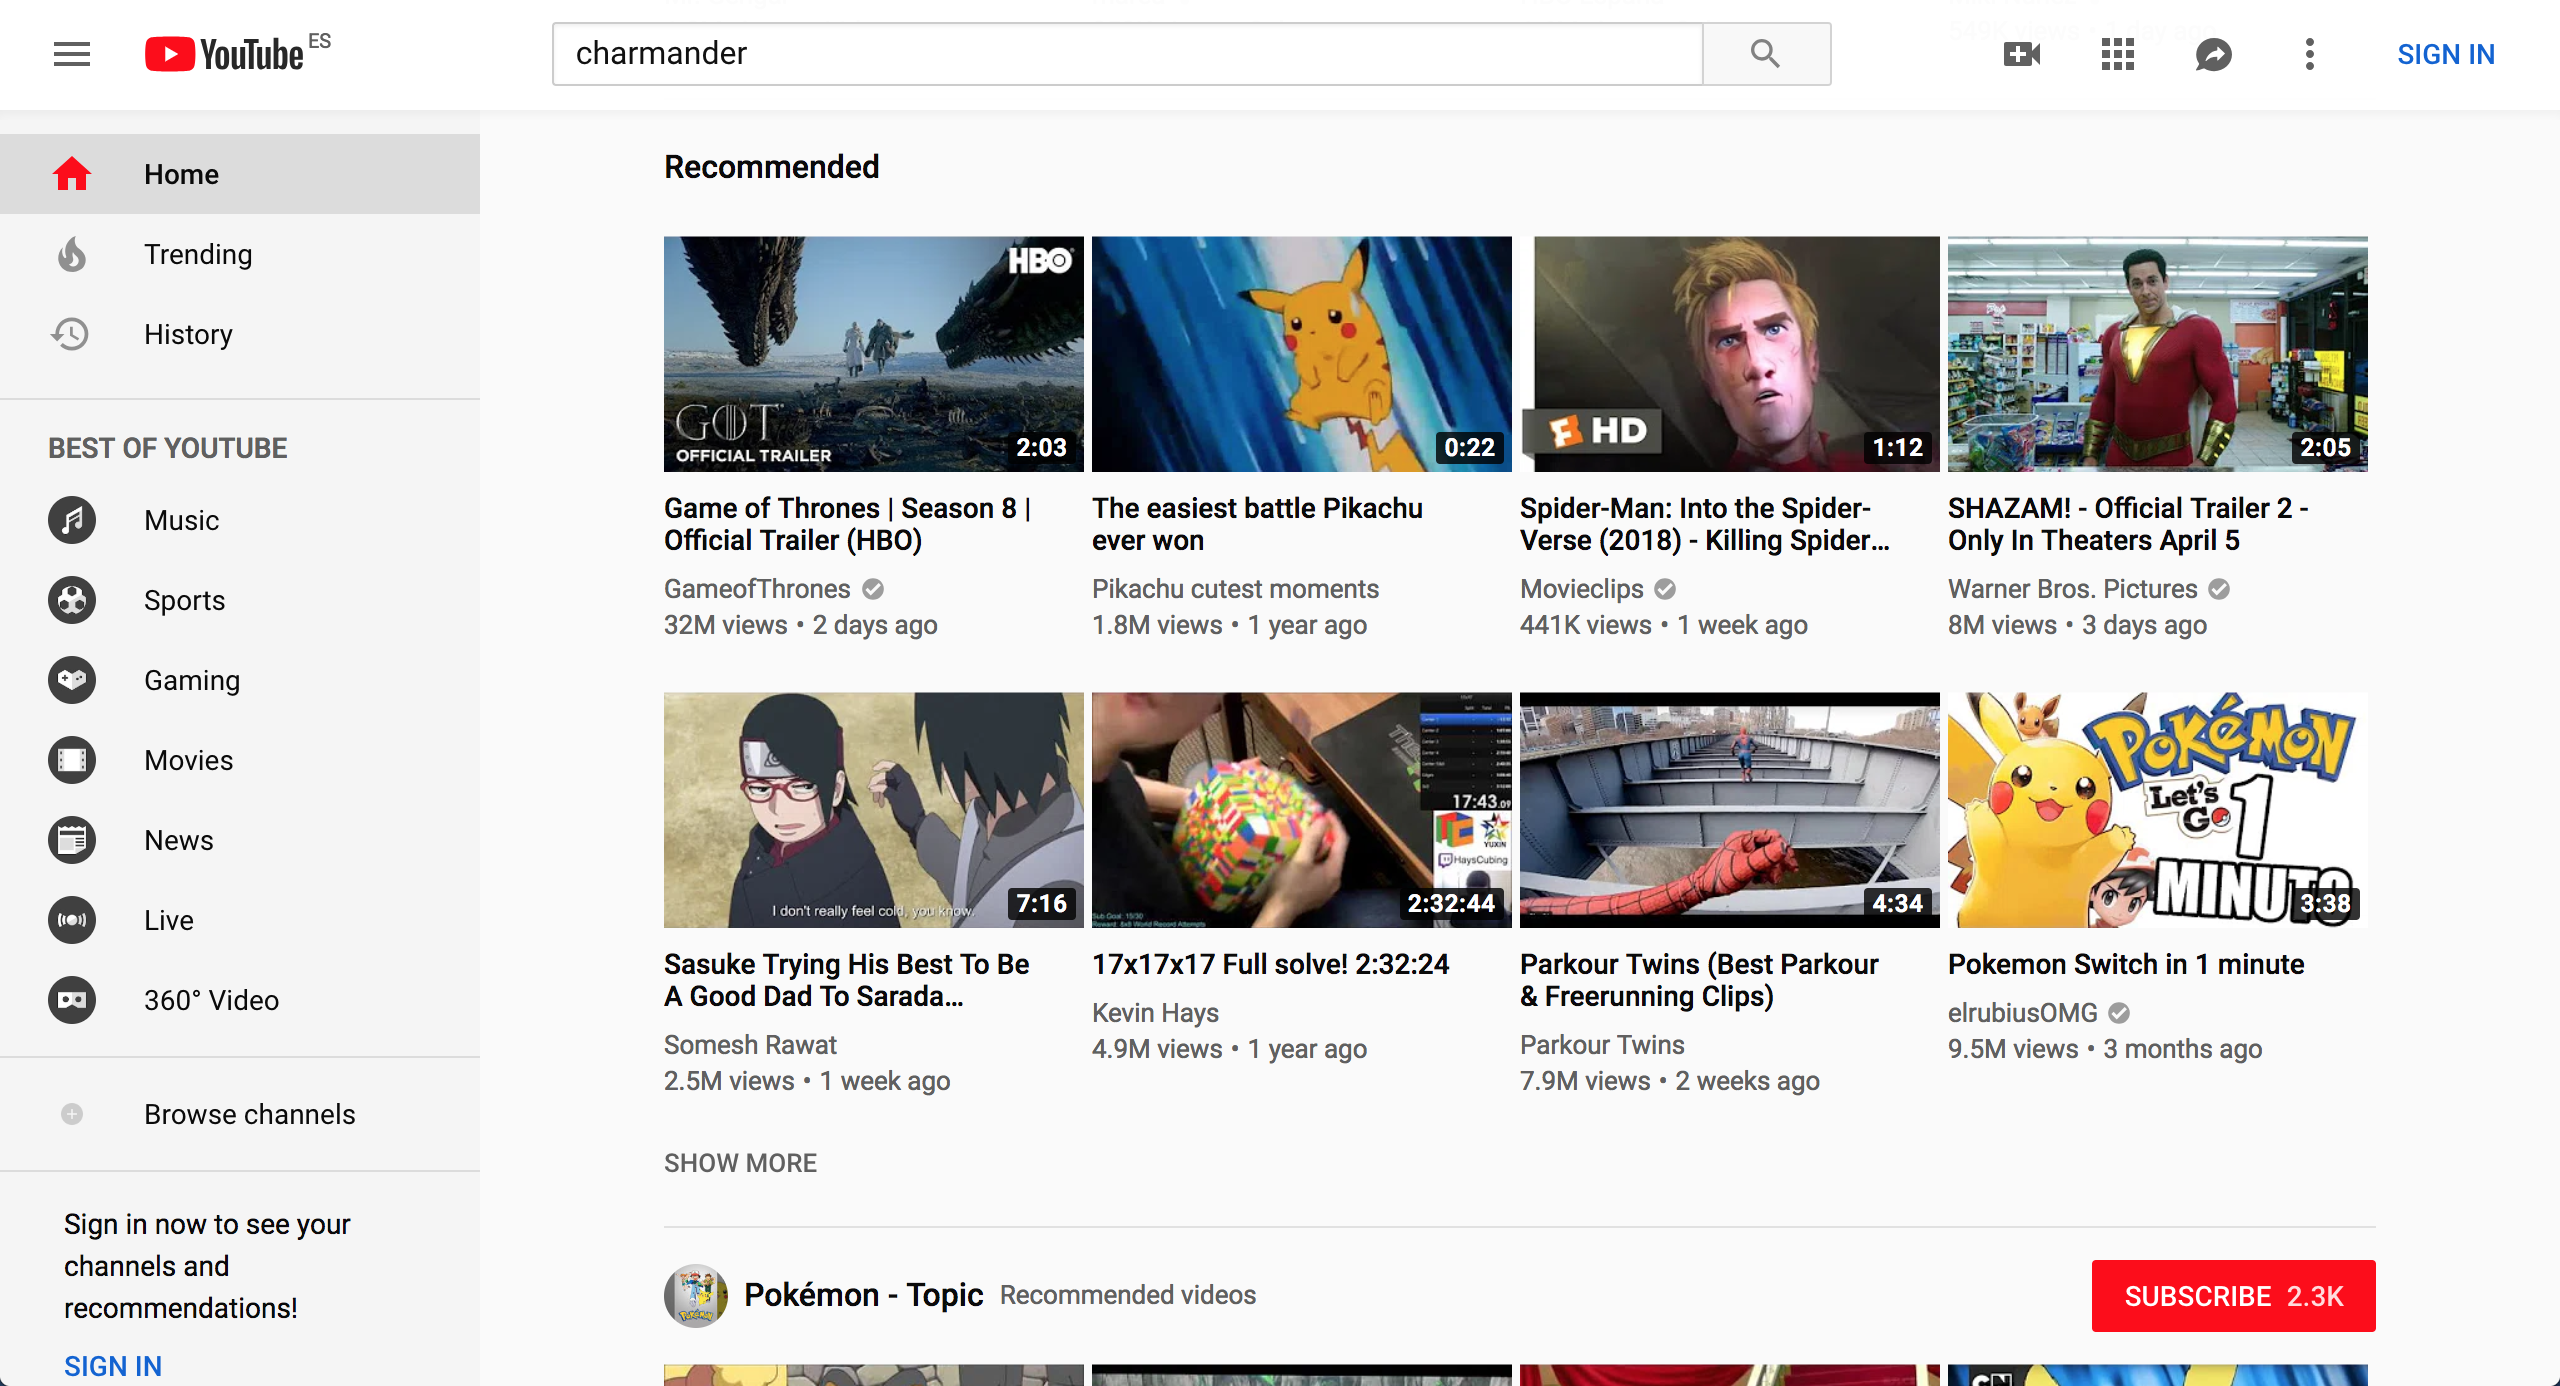 YouTube ES
charmander
SIGN IN
Home
Trending
History
BEST OF YOUTUBE
Music
Sports
Gaming
Movies
News
Live
360° Video
Browse channels
Sign in now to see your
channels and
recommendations!
SIGN IN
Recommended
HBO
GOT
OFFICIAL TRAILER
2:03
Game of Thrones | Season 8 |
Official Trailer (HBO)
GameofThrones
32M views • 2 days ago
0:22
The easiest battle Pikachu
ever won
Pikachu cutest moments
1.8M views • 1 year ago
HD
1:12
Spider-Man: Into the Spider-
Verse (2018) - Killing Spider...
Movieclips
441K views • 1 week ago
2:05
SHAZAM! - Official Trailer 2 -
Only In Theaters April 5
Warner Bros. Pictures
8M views • 3 days ago
I don't really feel cold, you know.
7:16
Sasuke Trying His Best To Be
A Good Dad To Sarada...
Somesh Rawat
2.5M views • 1 week ago
17:43.09
YUXIN
HaysCubing
2:32:44
17x17x17 Full solve! 2:32:24
Kevin Hays
4.9M views • 1 year ago
4:34
Parkour Twins (Best Parkour
& Freerunning Clips)
Parkour Twins
7.9M views • 2 weeks ago
POKéMON
Let's
Go
1
MINUTO
3:38
Pokemon Switch in 1 minute
elrubiusOMG
9.5M views • 3 months ago
SHOW MORE
Pokémon - Topic Recommended videos
SUBSCRIBE 2.3K
CN